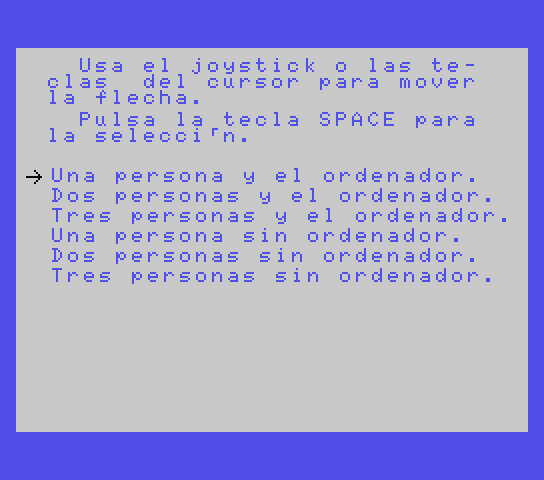 Usa el joystick o las te-
clas  del cursor para mover
la flecha.
Pulsa la tecla SPACE para
la selecci┌n.
→ Una persona y el ordenador.
Dos personas y el ordenador.
Tres personas y el ordenador.
Una persona sin ordenador.
Dos personas sin ordenador.
Tres personas sin ordenador.